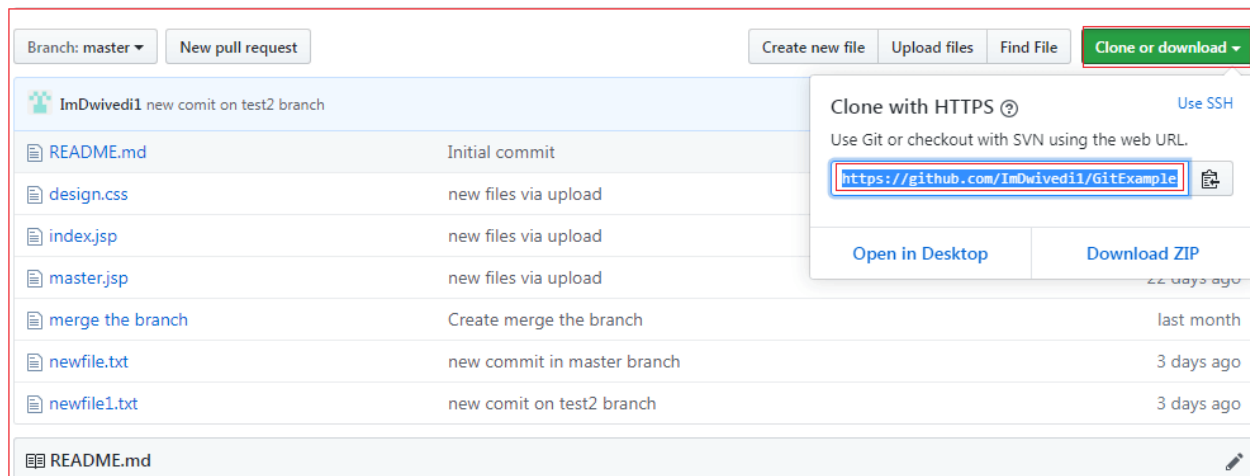 Branch: master New pull request Create new file Upload files Find File Clone or download
ImDwivedi1 new comit on test2 branch
Clone with HTTPS Use SSH
Use Git or checkout with SVN using the web URL.
https://github.com/ImDwivedi1/GitExample
Open in Desktop Download ZIP
README.md Initial commit
design.css new files via upload
index.jsp new files via upload
master.jsp new files via upload 22 days ago
merge the branch Create merge the branch last month
newfile.txt new commit in master branch 3 days ago
newfile1.txt new comit on test2 branch 3 days ago
README.md